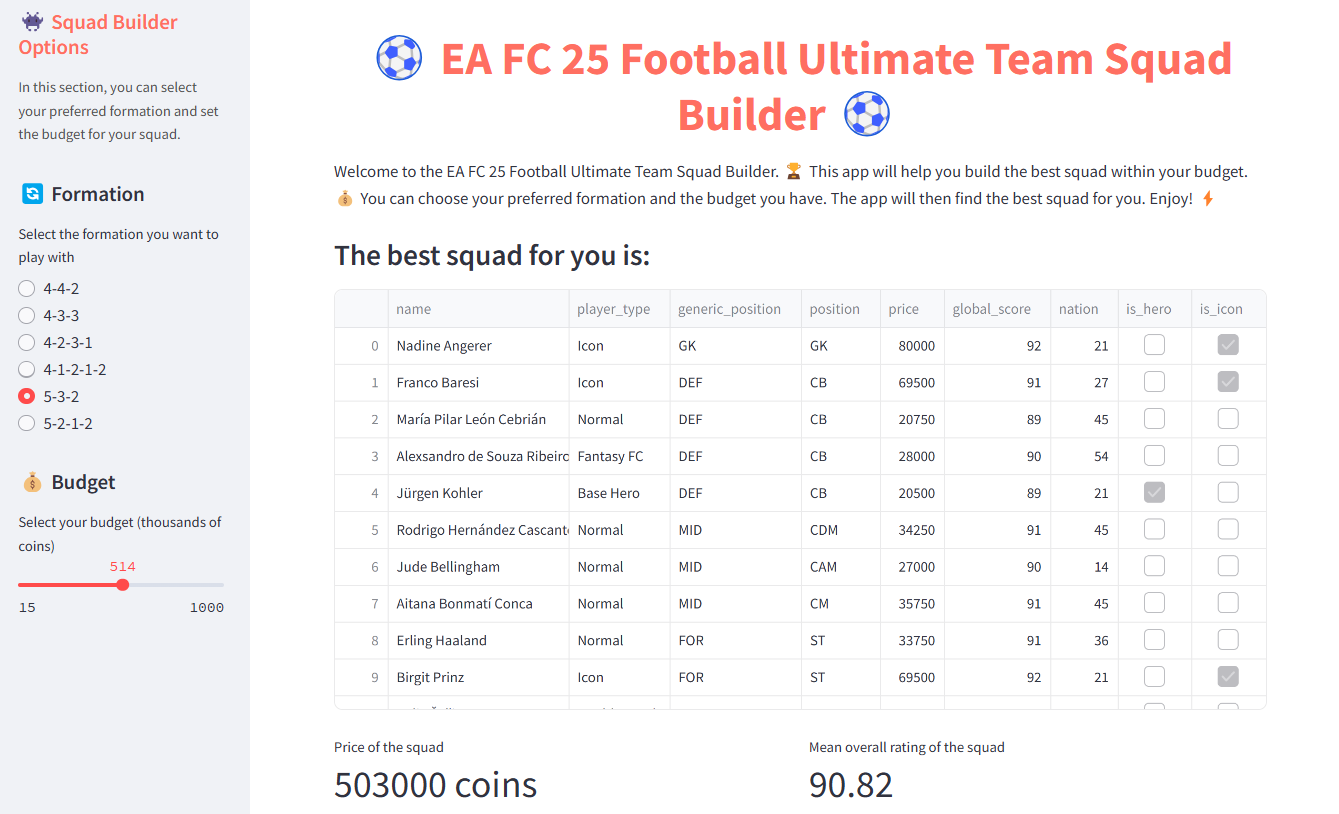 Squad Builder
Options
In this section, you can select
your preferred formation and set
the budget for your squad.
Formation
Select the formation you want to
play with
4-4-2
4-3-3
4-2-3-1
4-1-2-1-2
5-3-2
5-2-1-2
Budget
Select your budget (thousands of
coins)
514
15 1000
EA FC 25 Football Ultimate Team Squad
Builder
Welcome to the EA FC 25 Football Ultimate Team Squad Builder. This app will help you build the best squad within your budget.
You can choose your preferred formation and the budget you have. The app will then find the best squad for you. Enjoy!
The best squad for you is:
name player_type generic_position position price global_score nation is_hero is_icon
0 Nadine Angerer Icon GK GK 80000 92 21
1 Franco Baresi Icon DEF CB 69500 91 27
2 María Pilar León Cebrián Normal DEF CB 20750 89 45
3 Alexsandro de Souza Ribeiro Fantasy FC DEF CB 28000 90 54
4 Jürgen Kohler Base Hero DEF CB 20500 89 21
5 Rodrigo Hernández Cascant Normal MID CDM 34250 91 45
6 Jude Bellingham Normal MID CAM 27000 90 14
7 Aitana Bonmatí Conca Normal MID CM 35750 91 45
8 Erling Haaland Normal FOR ST 33750 91 36
9 Birgit Prinz Icon FOR ST 69500 92 21
Price of the squad
503000 coins
Mean overall rating of the squad
90.82